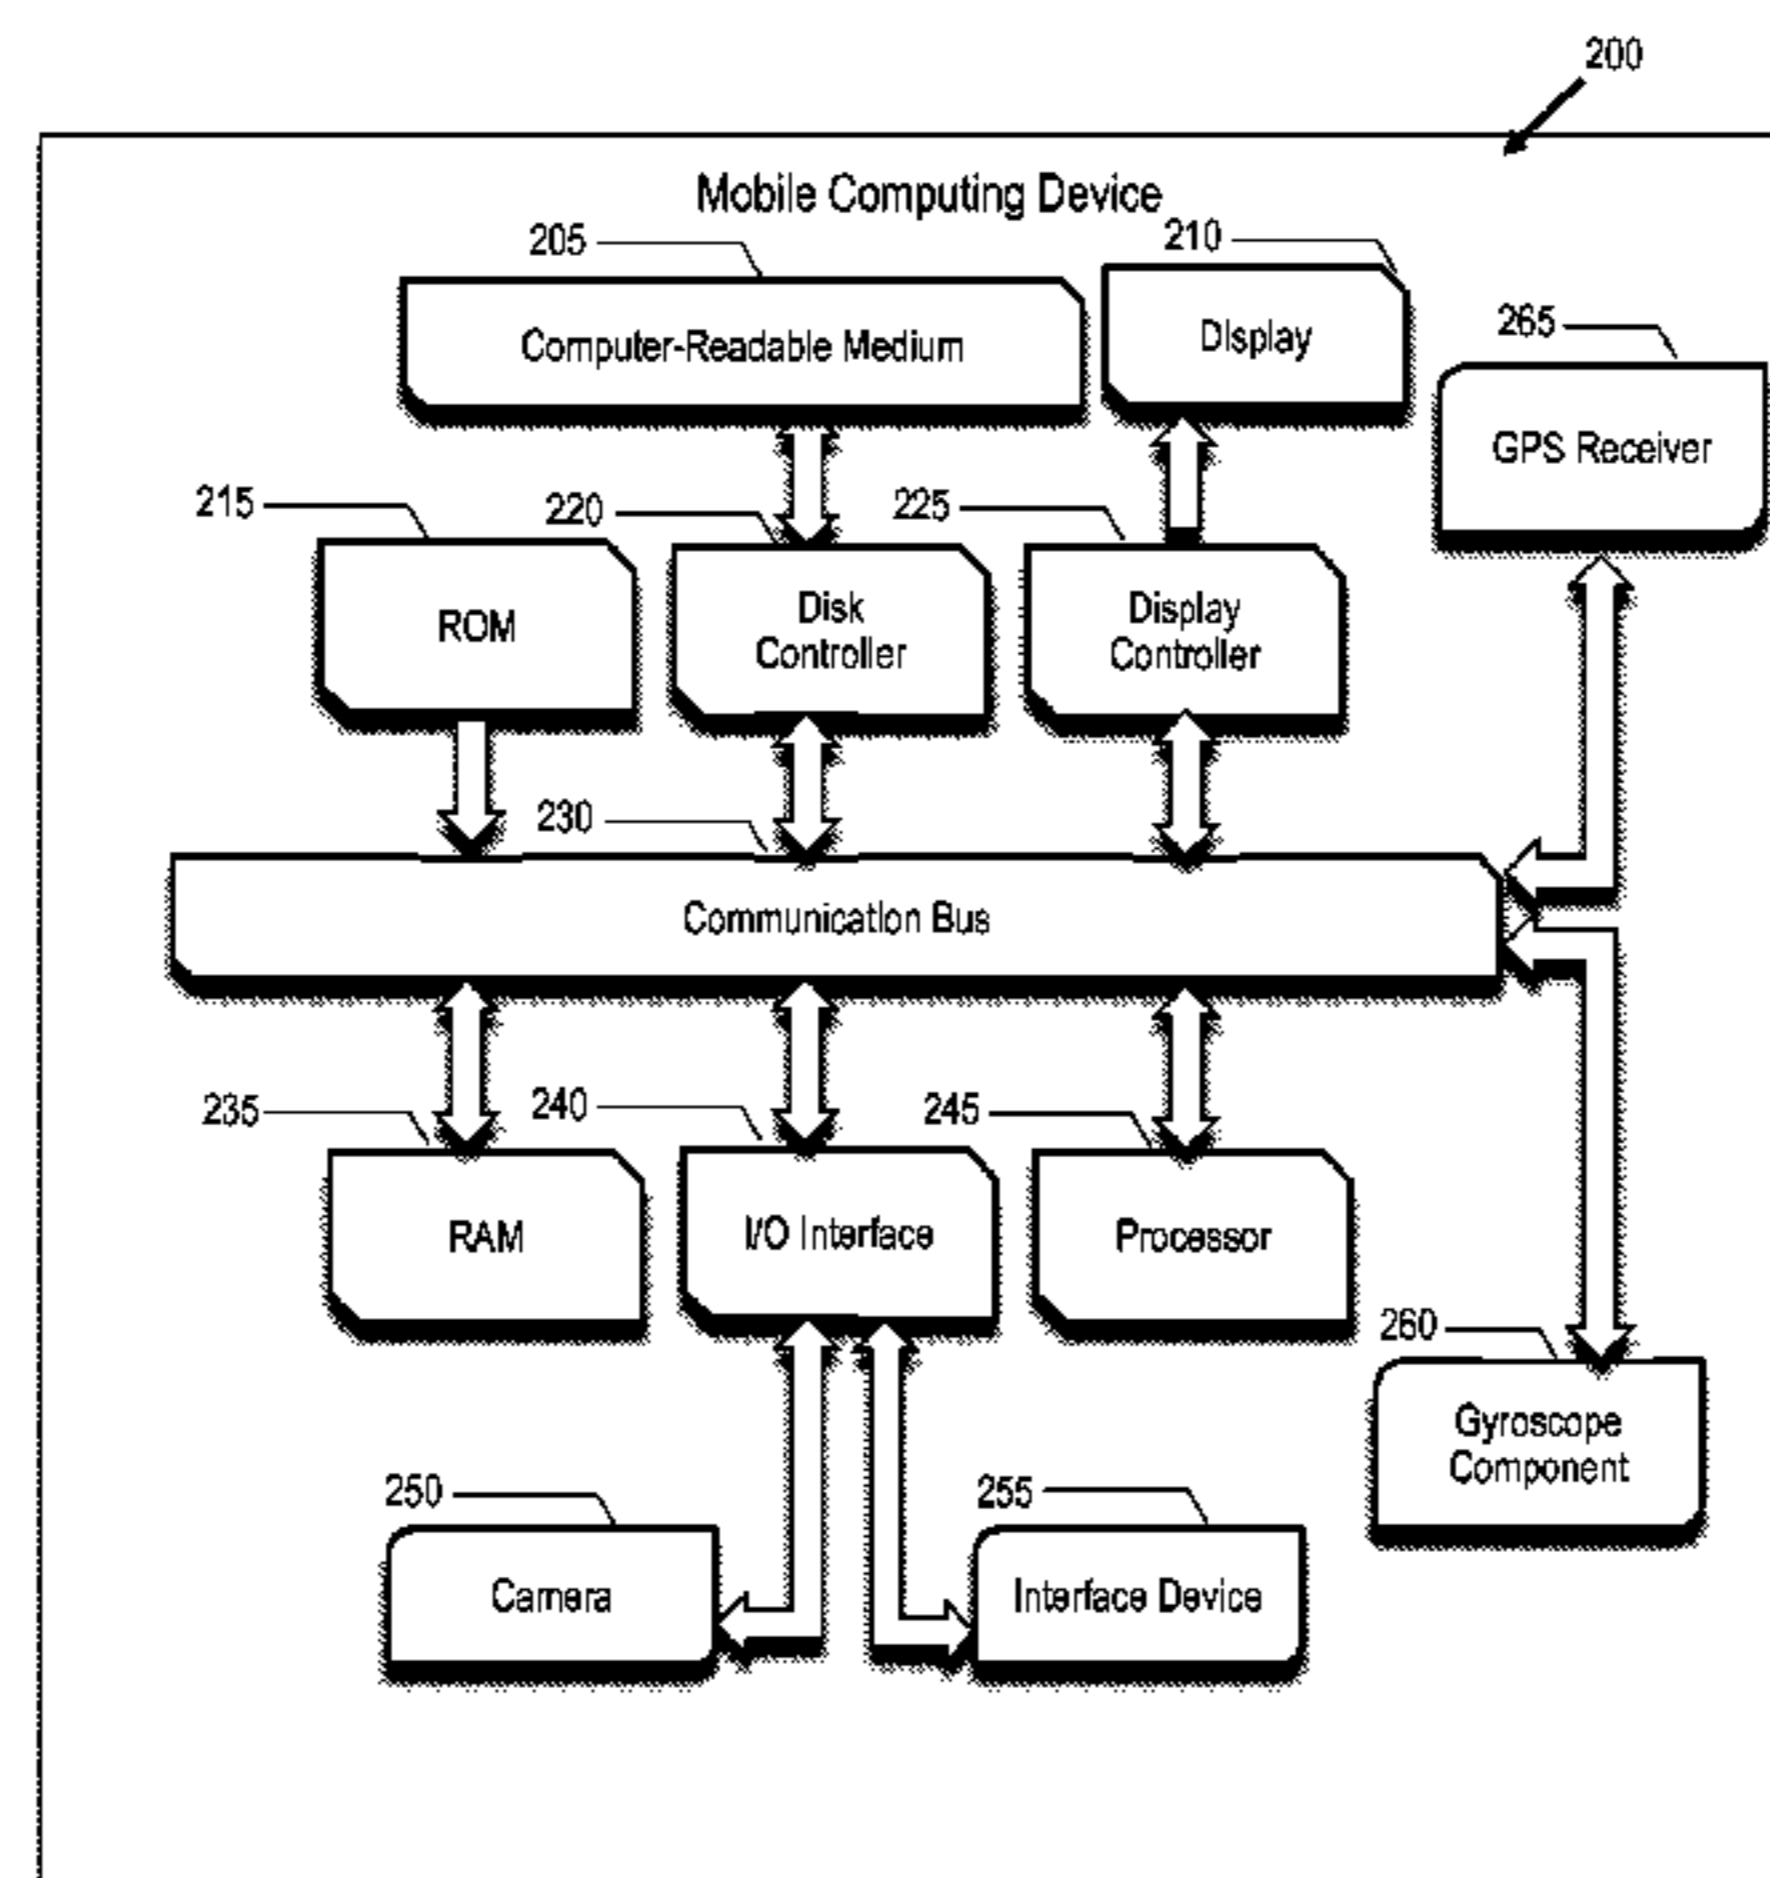 200
Mobile Computing Device
205
210
Computer-Readable Medium
Display
265
GPS Receiver
215
220
225
ROM
Disk
Controller
Display
Controller
230
Communication Bus
235
240
245
RAM
I/O Interface
Processor
260
Gyroscope
Component
250
255
Camera
Interface Device